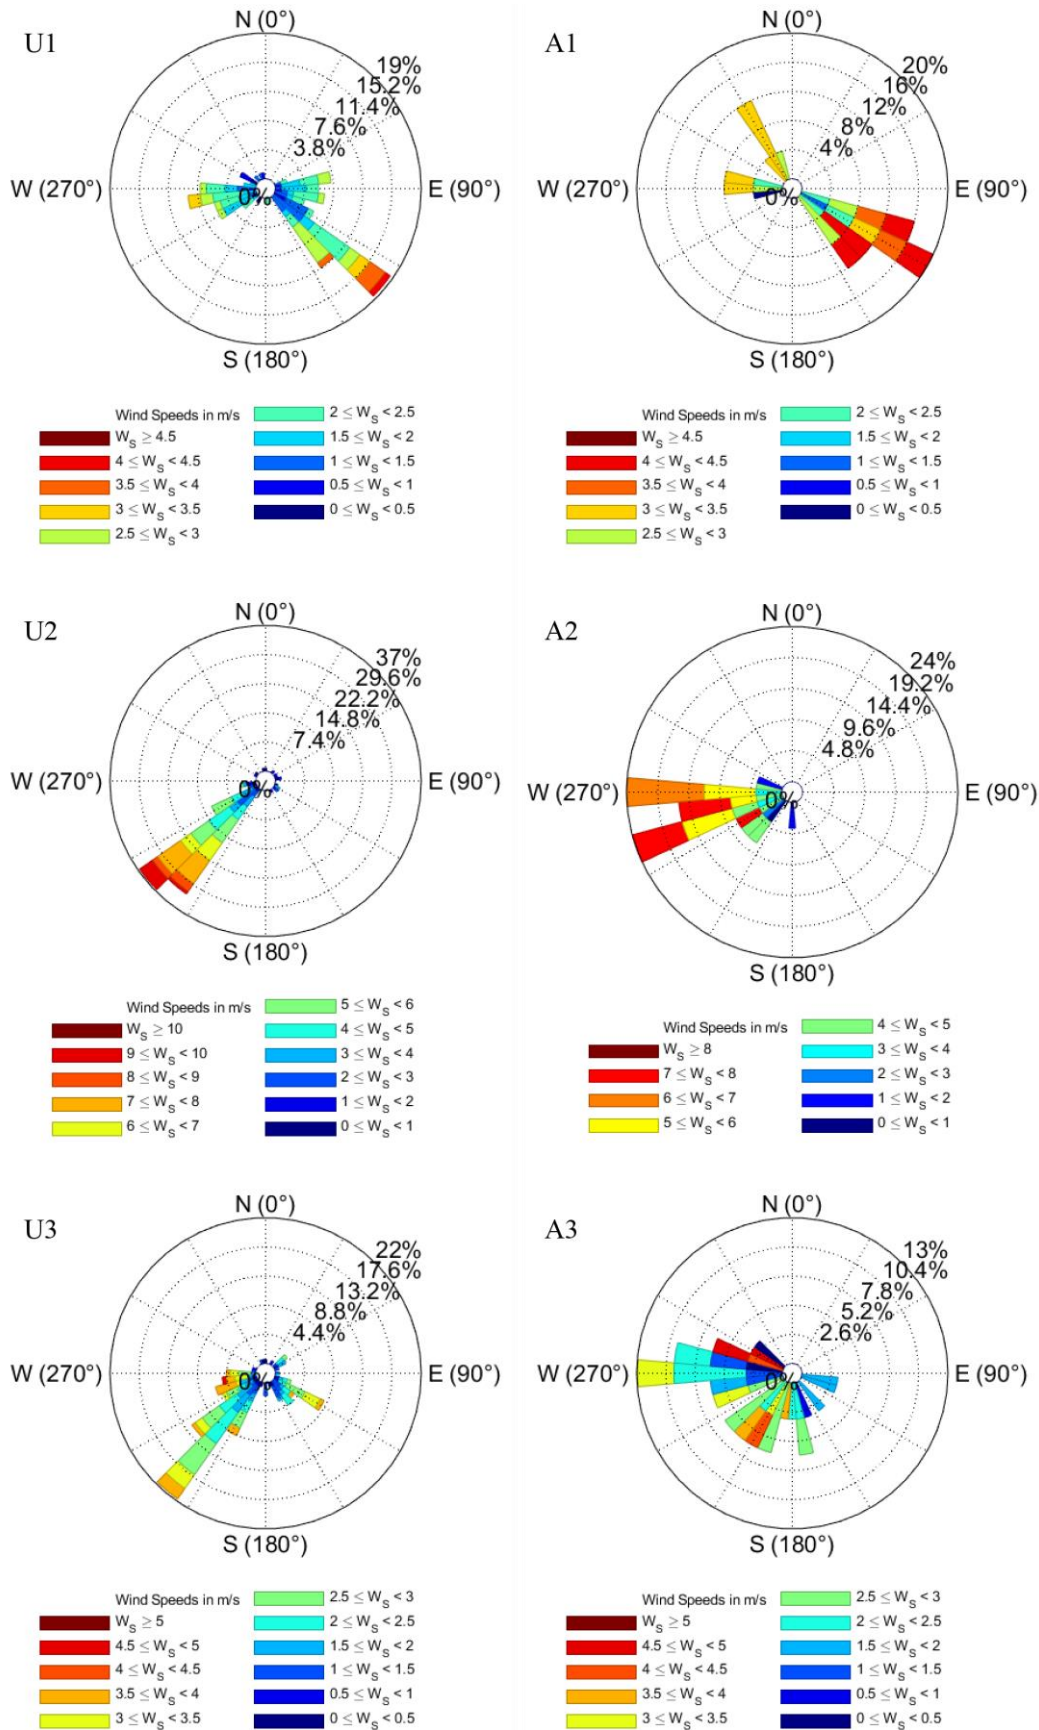 U1
N (0°)
19%
15.2%
11.4%
7.6%
3.8%
0%
W (270°)
E (90°)
S (180°)
Wind Speeds in m/s
W_S ≥ 4.5
4 ≤ W_S < 4.5
3.5 ≤ W_S < 4
3 ≤ W_S < 3.5
2.5 ≤ W_S < 3
2 ≤ W_S < 2.5
1.5 ≤ W_S < 2
1 ≤ W_S < 1.5
0.5 ≤ W_S < 1
0 ≤ W_S < 0.5
A1
N (0°)
20%
16%
12%
8%
4%
0%
W (270°)
E (90°)
S (180°)
Wind Speeds in m/s
W_S ≥ 4.5
4 ≤ W_S < 4.5
3.5 ≤ W_S < 4
3 ≤ W_S < 3.5
2.5 ≤ W_S < 3
2 ≤ W_S < 2.5
1.5 ≤ W_S < 2
1 ≤ W_S < 1.5
0.5 ≤ W_S < 1
0 ≤ W_S < 0.5
U2
N (0°)
37%
29.6%
22.2%
14.8%
7.4%
0%
W (270°)
E (90°)
S (180°)
Wind Speeds in m/s
W_S ≥ 10
9 ≤ W_S < 10
8 ≤ W_S < 9
7 ≤ W_S < 8
6 ≤ W_S < 7
5 ≤ W_S < 6
4 ≤ W_S < 5
3 ≤ W_S < 4
2 ≤ W_S < 3
1 ≤ W_S < 2
0 ≤ W_S < 1
A2
N (0°)
24%
19.2%
14.4%
9.6%
4.8%
0%
W (270°)
E (90°)
S (180°)
Wind Speeds in m/s
W_S ≥ 8
7 ≤ W_S < 8
6 ≤ W_S < 7
5 ≤ W_S < 6
4 ≤ W_S < 5
3 ≤ W_S < 4
2 ≤ W_S < 3
1 ≤ W_S < 2
0 ≤ W_S < 1
U3
N (0°)
22%
17.6%
13.2%
8.8%
4.4%
0%
W (270°)
E (90°)
S (180°)
Wind Speeds in m/s
W_S ≥ 5
4.5 ≤ W_S < 5
4 ≤ W_S < 4.5
3.5 ≤ W_S < 4
3 ≤ W_S < 3.5
2.5 ≤ W_S < 3
2 ≤ W_S < 2.5
1.5 ≤ W_S < 2
1 ≤ W_S < 1.5
0.5 ≤ W_S < 1
0 ≤ W_S < 0.5
A3
N (0°)
13%
10.4%
7.8%
5.2%
2.6%
0%
W (270°)
E (90°)
S (180°)
Wind Speeds in m/s
W_S ≥ 5
4.5 ≤ W_S < 5
4 ≤ W_S < 4.5
3.5 ≤ W_S < 4
3 ≤ W_S < 3.5
2.5 ≤ W_S < 3
2 ≤ W_S < 2.5
1.5 ≤ W_S < 2
1 ≤ W_S < 1.5
0.5 ≤ W_S < 1
0 ≤ W_S < 0.5